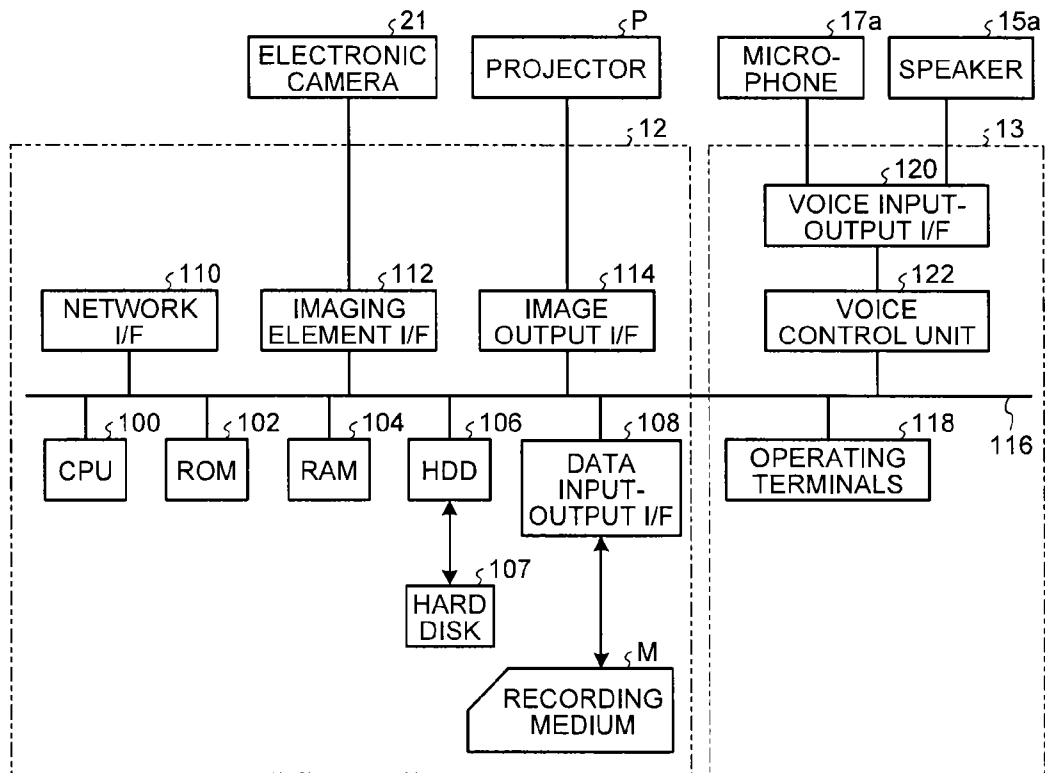 21
P
17a
15a
ELECTRONIC
CAMERA
PROJECTOR
MICRO-
PHONE
SPEAKER
12
13
120
VOICE INPUT-
OUTPUT I/F
110
112
114
122
NETWORK
I/F
IMAGING
ELEMENT I/F
IMAGE
OUTPUT I/F
VOICE
CONTROL UNIT
100
102
104
106
108
118
116
CPU
ROM
RAM
HDD
DATA
INPUT-
OUTPUT I/F
OPERATING
TERMINALS
107
HARD
DISK
M
RECORDING
MEDIUM